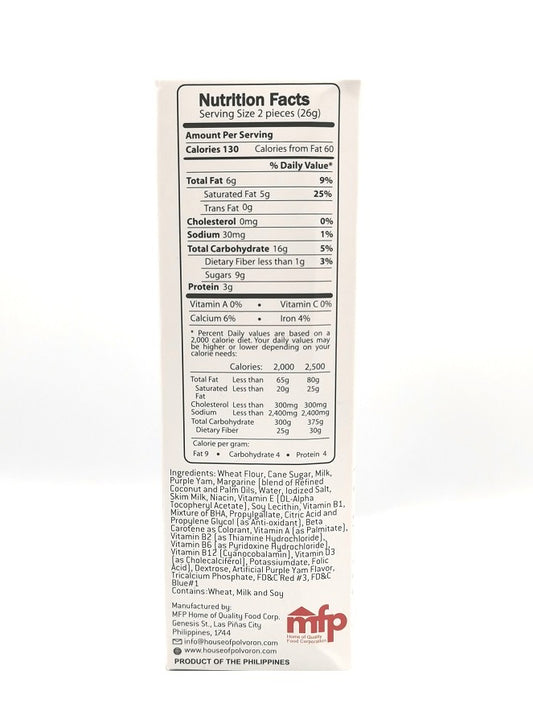 Nutrition Facts
Serving Size 2 pieces (26g)
Amount Per Serving
Calories 130 Calories from Fat 60
% Daily Value*
Total Fat 6g 9%
Saturated Fat 5g 25%
Trans Fat 0g
Cholesterol 0mg 0%
Sodium 30mg 1%
Total Carbohydrate 16g 5%
Dietary Fiber less than 1g 3%
Sugars 9g
Protein 3g
Vitamin A 0% • Vitamin C 0%
Calcium 6% • Iron 4%
* Percent Daily values are based on a
2,000 calorie diet. Your daily values may
be higher or lower depending on your
calorie needs:
Calories: 2,000 2,500
Total Fat Less than 65g 80g
Saturated Less than 20g 25g
Fat
Cholesterol Less than 300mg 300mg
Sodium Less than 2,400mg 2,400mg
Total Carbohydrate 300g 375g
Dietary Fiber 25g 30g
Calorie per gram:
Fat 9 • Carbohydrate 4 • Protein 4
Ingredients: Wheat Flour, Cane Sugar, Milk,
Purple Yam, Margarine [blend of Refined
Coconut and Palm Oils, Water, Iodized Salt,
Skim Milk, Niacin, Vitamin E [DL-Alpha
Tocopheryl Acetate], Soy Lecithin, Vitamin B1,
Mixture of BHA, Propylgallate, Citric Acid and
Propylene Glycol [as Anti-oxidant], Beta
Carotene as Colorant, Vitamin A [as Palmitate],
Vitamin B2 [as Thiamine Hydrochloride],
Vitamin B6 [as Pyridoxine Hydrochloride],
Vitamin B12 [Cyanocobalamin], Vitamin D3
[as Cholecalciferol], Potassiumdate, Folic
Acid], Dextrose, Artificial Purple Yam Flavor,
Tricalcium Phosphate, FD&C Red #3, FD&C
Blue#1
Contains:Wheat, Milk and Soy
Manufactured by:
MFP Home of Quality Food Corp.
Genesis St., Las Piñas City
Philippines, 1744
info@houseofpolvoron.com
www.houseofpolvoron.com
PRODUCT OF THE PHILIPPINES
mfp
Home of Quality
Food Corporation